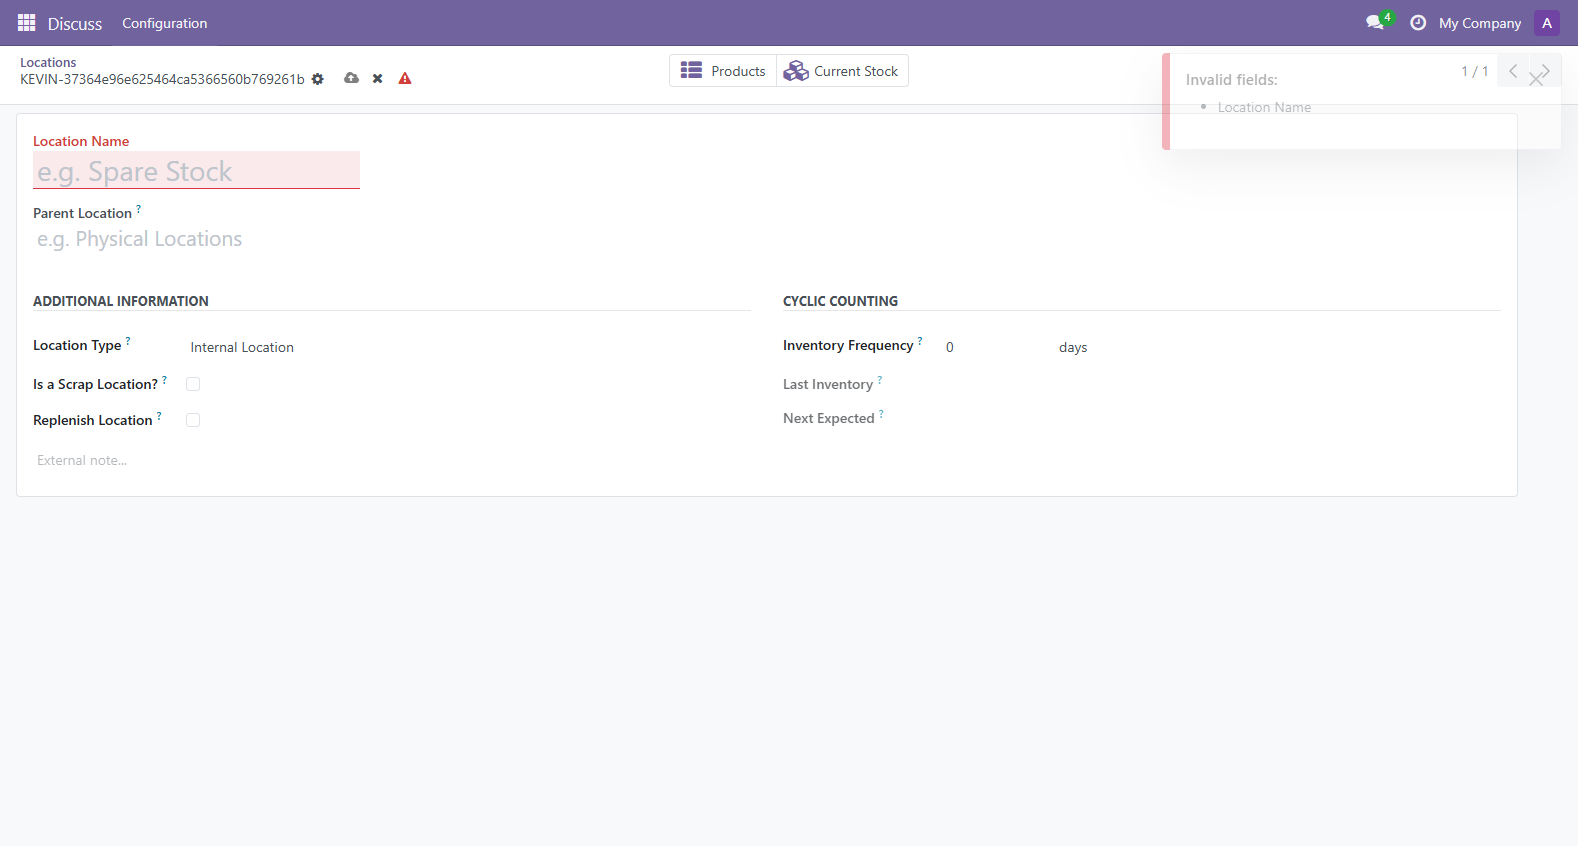 Discuss
Configuration
4
My Company
A
Locations
KEVIN-37364e96e625464ca5366560b769261b
Products
Current Stock
1 / 1
Invalid fields:
Location Name
Location Name
e.g. Spare Stock
Parent Location ?
e.g. Physical Locations
ADDITIONAL INFORMATION
Location Type ?
Internal Location
Is a Scrap Location? ?
Replenish Location ?
External note...
CYCLIC COUNTING
Inventory Frequency ?
0
days
Last Inventory ?
Next Expected ?